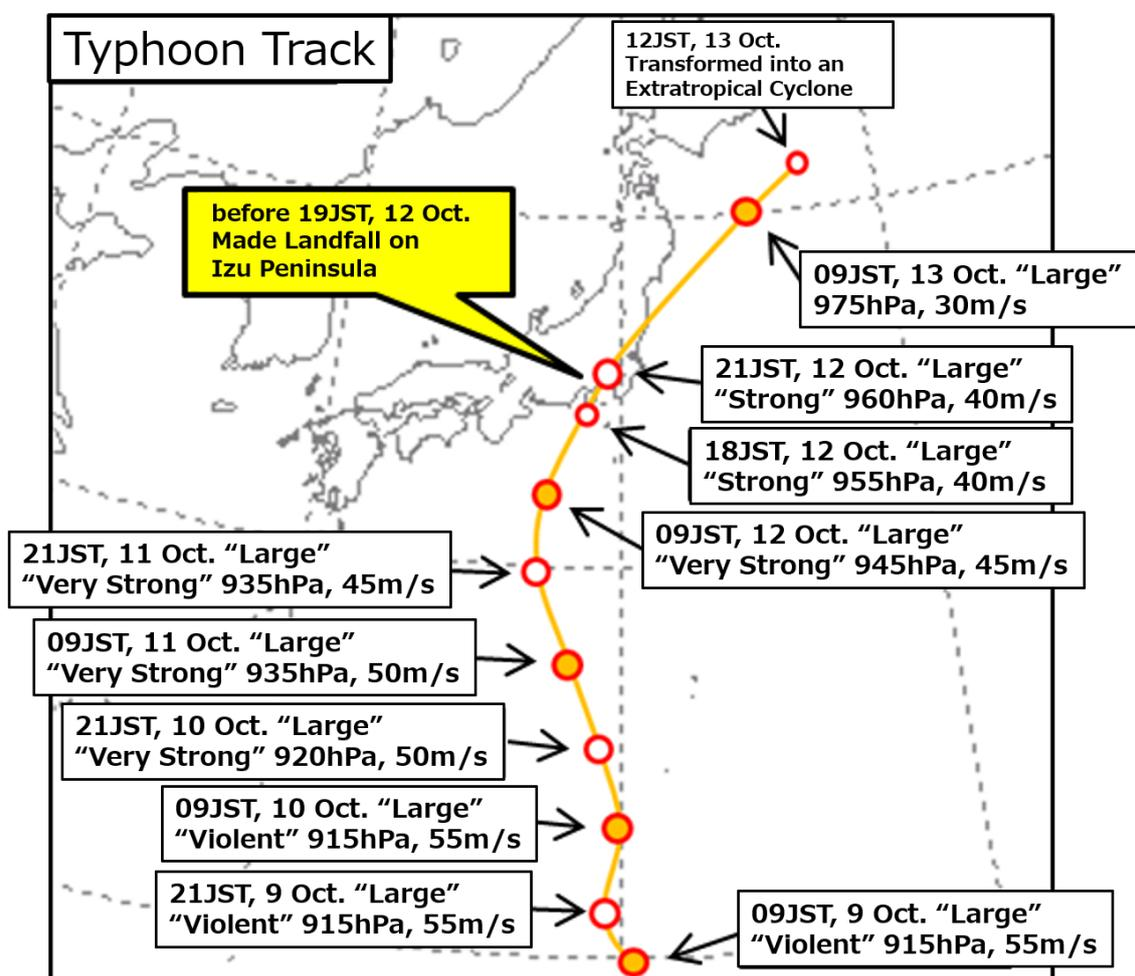 Typhoon Track
12JST, 13 Oct.
Transformed into an
Extratropical Cyclone
before 19JST, 12 Oct.
Made Landfall on
Izu Peninsula
09JST, 13 Oct. “Large”
975hPa, 30m/s
21JST, 12 Oct. “Large”
“Strong” 960hPa, 40m/s
18JST, 12 Oct. “Large”
“Strong” 955hPa, 40m/s
09JST, 12 Oct. “Large”
“Very Strong” 945hPa, 45m/s
21JST, 11 Oct. “Large”
“Very Strong” 935hPa, 45m/s
09JST, 11 Oct. “Large”
“Very Strong” 935hPa, 50m/s
21JST, 10 Oct. “Large”
“Very Strong” 920hPa, 50m/s
09JST, 10 Oct. “Large”
“Violent” 915hPa, 55m/s
21JST, 9 Oct. “Large”
“Violent” 915hPa, 55m/s
09JST, 9 Oct. “Large”
“Violent” 915hPa, 55m/s